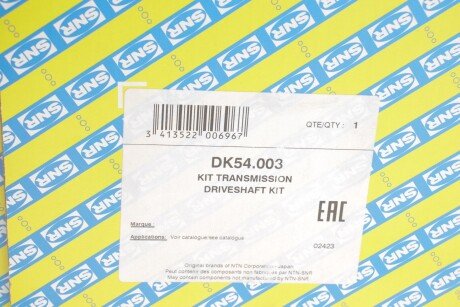 SNR
QTE/QTY : 1
3 413522 006967
DK54.003
KIT TRANSMISSION
DRIVESHAFT KIT
EAC
Marque :
Applications: Voir catalogue/see catalogue
02423
Original brands of NTN Corporation - Japan
Peut contenir des composants non fabriqués par NTN-SNR
May contain components not manufactured by NTN-SNR